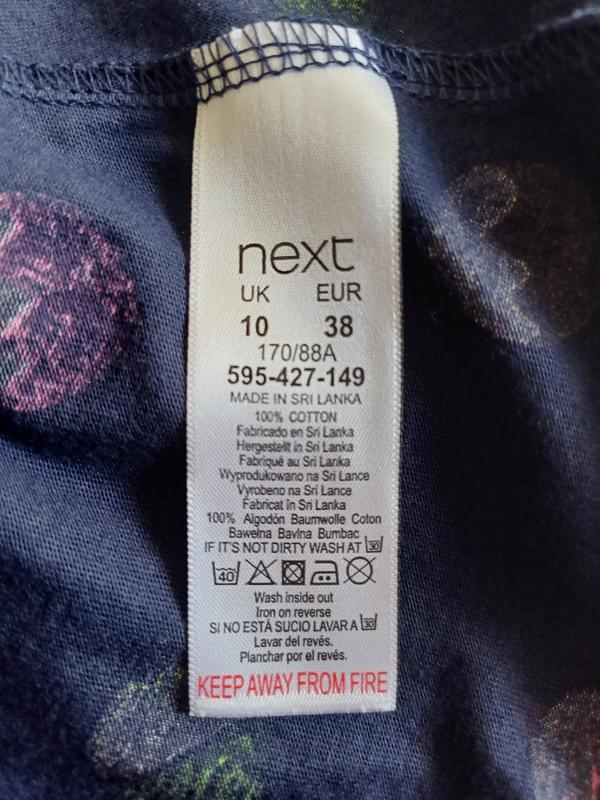 next
UK EUR
10 38
170/88A
595-427-149
MADE IN SRI LANKA
100% COTTON
Fabricado en Sri Lanka
Hergestellt in Sri Lanka
Fabriqué au Sri Lanka
Wyprodukowano na Sri Lance
Vyrobeno na Srí Lance
Fabricat în Sri Lanka
100% Algodón Baumwolle Coton
Bawełna Bavlna Bumbac
IF IT'S NOT DIRTY WASH AT 30
40
Wash inside out
Iron on reverse
SI NO ESTÁ SUCIO LAVAR A 30
Lavar del revés.
Planchar por el revés.
KEEP AWAY FROM FIRE